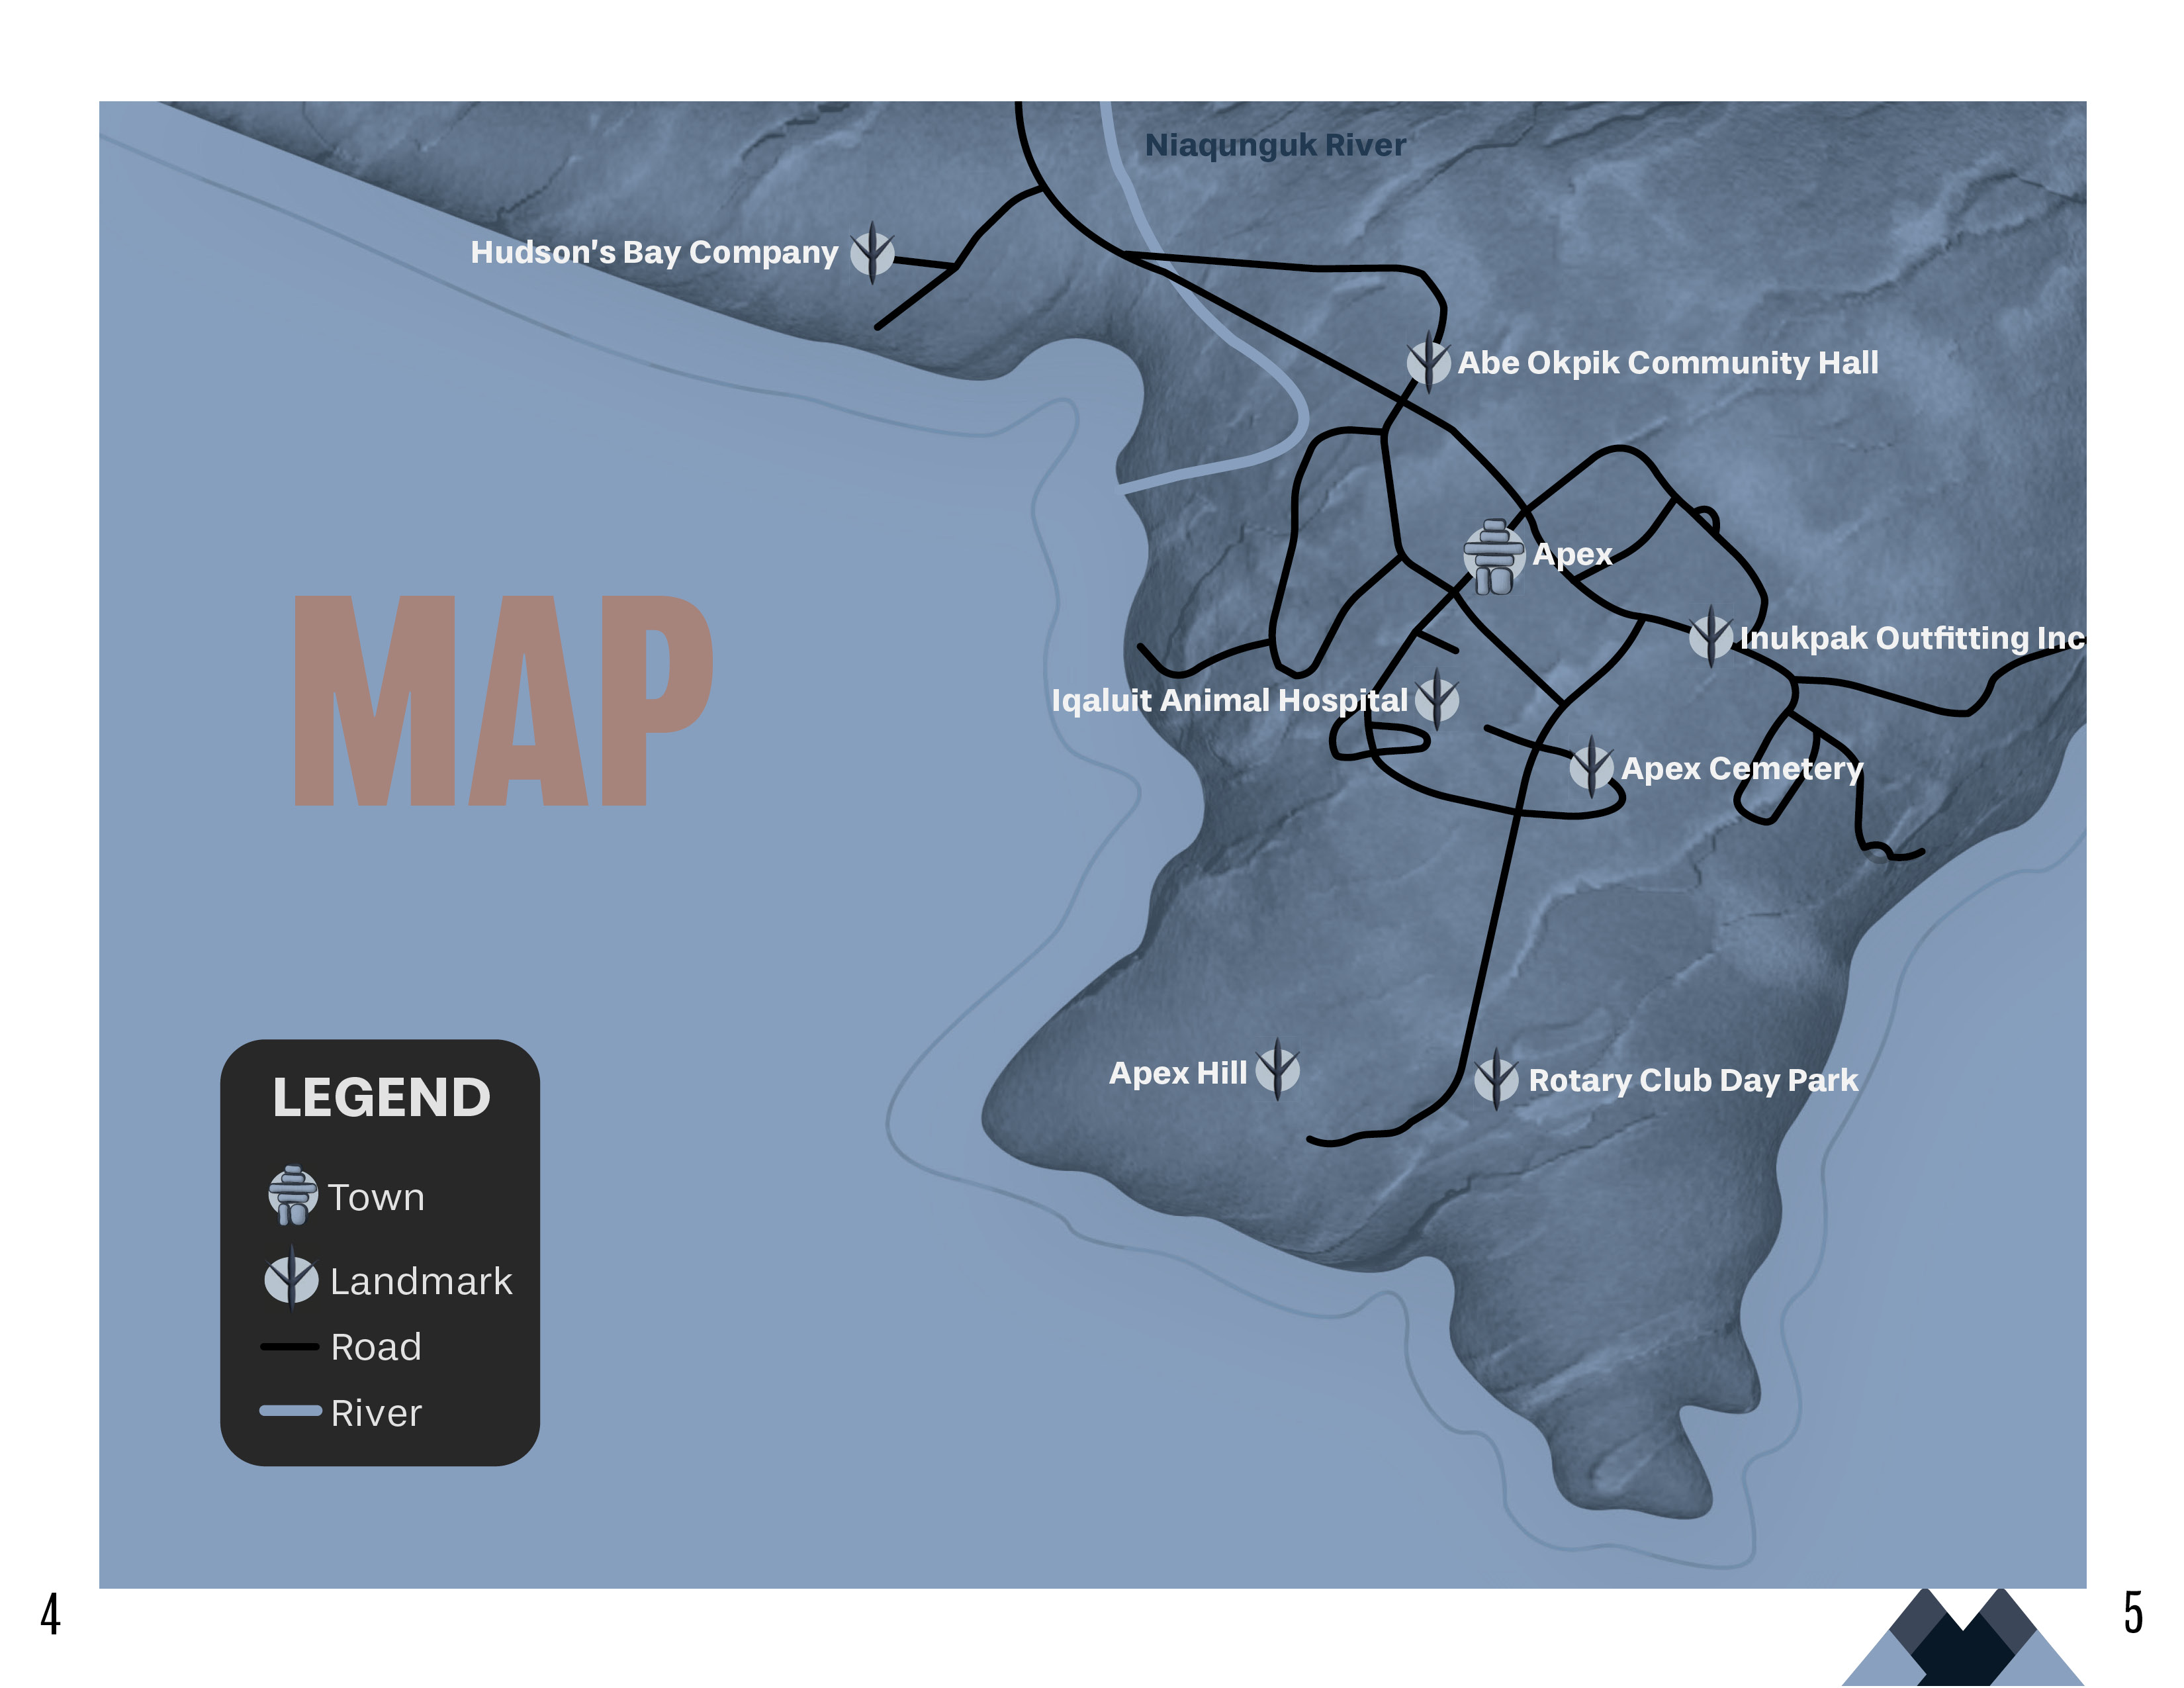 Niaqunguk River
Hudson's Bay Company
Abe Okpik Community Hall
Apex
Inukpak Outfitting Inc
Iqaluit Animal Hospital
Apex Cemetery
MAP
Apex Hill
Rotary Club Day Park
LEGEND
Town
Landmark
Road
River
4
5